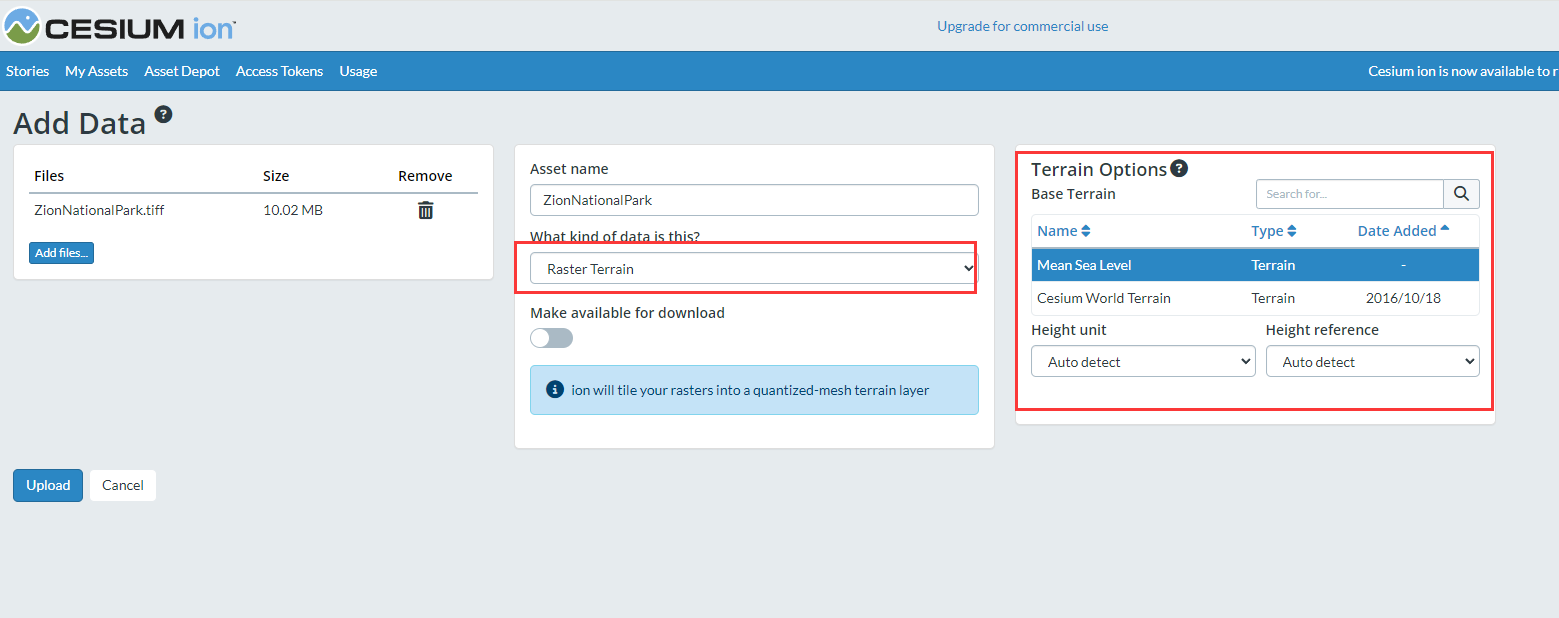 CESIUM ion™
Upgrade for commercial use
Stories My Assets Asset Depot Access Tokens Usage
Cesium ion is now available to r
Add Data ?
Files Size Remove
ZionNationalPark.tiff 10.02 MB
Add files...
Asset name
ZionNationalPark
What kind of data is this?
Raster Terrain
Make available for download
ion will tile your rasters into a quantized-mesh terrain layer
Terrain Options ?
Base Terrain
Search for...
Name Type Date Added
Mean Sea Level Terrain -
Cesium World Terrain Terrain 2016/10/18
Height unit Height reference
Auto detect Auto detect
Upload Cancel